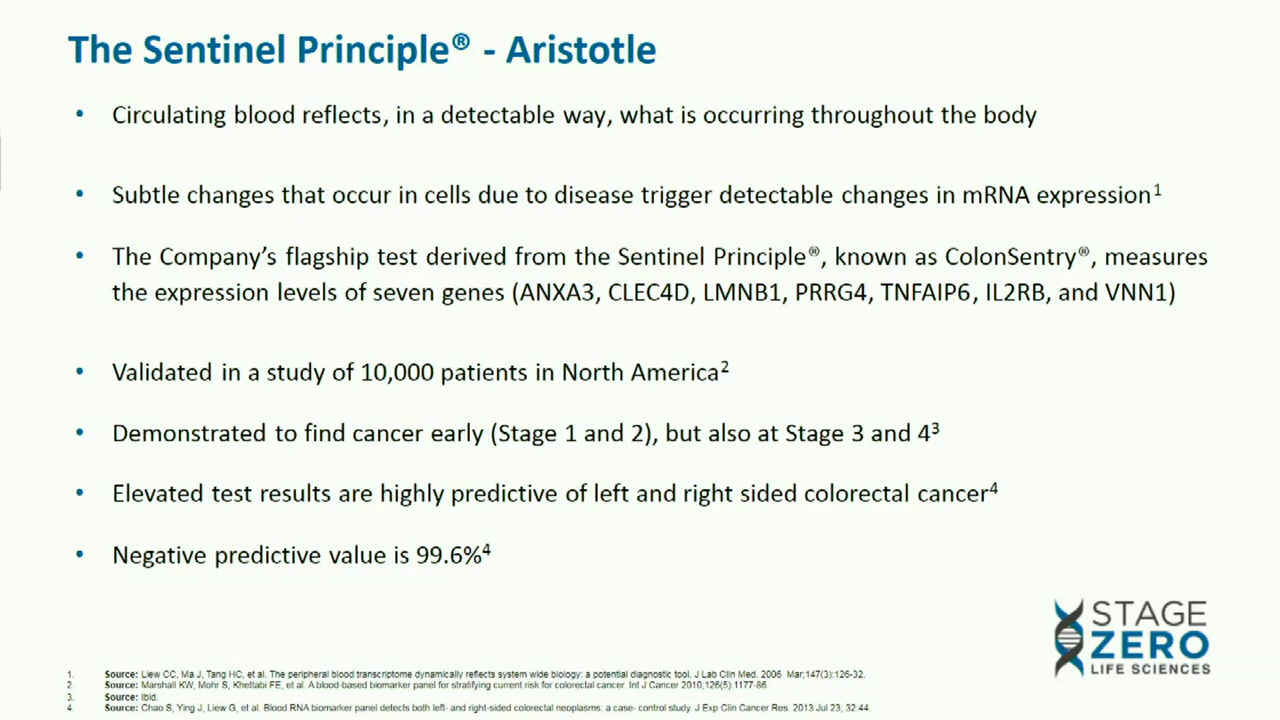 The Sentinel Principle® - Aristotle
• Circulating blood reflects, in a detectable way, what is occurring throughout the body
• Subtle changes that occur in cells due to disease trigger detectable changes in mRNA expression¹
• The Company's flagship test derived from the Sentinel Principle®, known as ColonSentry®, measures
the expression levels of seven genes (ANXA3, CLEC4D, LMNB1, PRRG4, TNFAIP6, IL2RB, and VNN1)
• Validated in a study of 10,000 patients in North America²
• Demonstrated to find cancer early (Stage 1 and 2), but also at Stage 3 and 4³
• Elevated test results are highly predictive of left and right sided colorectal cancer⁴
• Negative predictive value is 99.6%⁴
STAGE
ZERO
LIFE SCIENCES
1. Source: Liew CC, Ma J, Tang HC, et al. The peripheral blood transcriptome dynamically reflects system wide biology: a potential diagnostic tool. J Lab Clin Med. 2006 Mar;147(3):126-32.
2. Source: Marshall KW, Mohr S, Khettabi FE, et al. A blood-based biomarker panel for stratifying current risk for colorectal cancer. Int J Cancer 2010;126(5):1177-86.
3. Source: Ibid.
4. Source: Chao S, Ying J, Liew G, et al. Blood RNA biomarker panel detects both left- and right-sided colorectal neoplasms: a case- control study. J Exp Clin Cancer Res. 2013 Jul 23; 32:44.